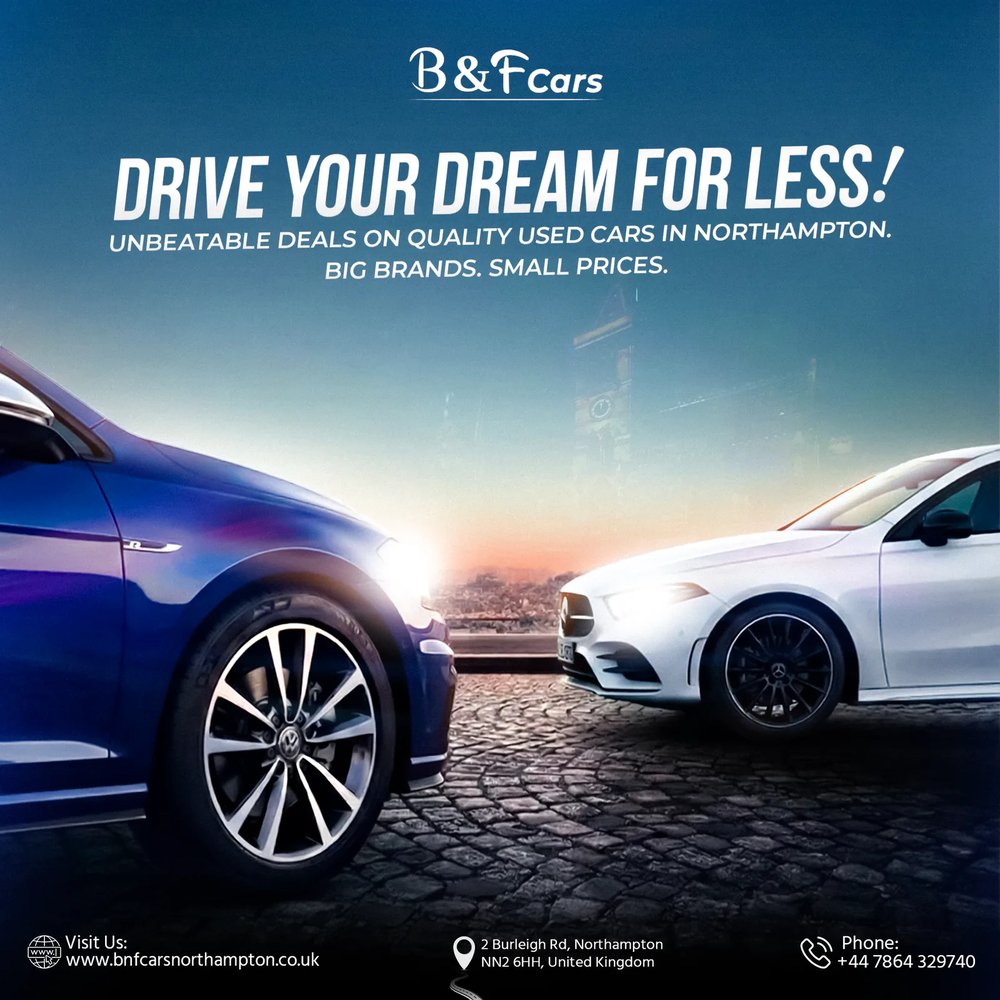 B & F Cars
DRIVE YOUR DREAM FOR LESS!
UNBEATABLE DEALS ON QUALITY USED CARS IN NORTHAMPTON.
BIG BRANDS. SMALL PRICES.
R
www.
Visit Us:
www.bnfcarsnorthampton.co.uk
2 Burleigh Rd, Northampton
NN2 6HH, United Kingdom
Phone:
+44 7864 329740